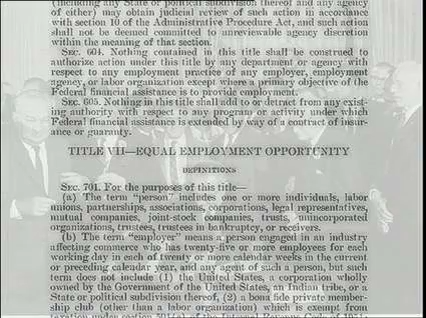 (including any State or political subdivision thereof and any agency
of either) may obtain judicial review of such action in accordance
with section 10 of the Administrative Procedure Act, and such action
shall not be deemed committed to unreviewable agency discretion
within the meaning of that section.
SEC. 604. Nothing contained in this title shall be construed to
authorize action under this title by any department or agency with
respect to any employment practice of any employer, employment
agency, or labor organization except where a primary objective of the
Federal financial assistance is to provide employment.
SEC. 605. Nothing in this title shall add to or detract from any exist-
ing authority with respect to any program or activity under which
Federal financial assistance is extended by way of a contract of insur-
ance or guaranty.
TITLE VII—EQUAL EMPLOYMENT OPPORTUNITY
DEFINITIONS
SEC. 701. For the purposes of this title—
(a) The term "person" includes one or more individuals, labor
unions, partnerships, associations, corporations, legal representatives,
mutual companies, joint-stock companies, trusts, unincorporated
organizations, trustees, trustees in bankruptcy, or receivers.
(b) The term "employer" means a person engaged in an industry
affecting commerce who has twenty-five or more employees for each
working day in each of twenty or more calendar weeks in the current
or preceding calendar year, and any agent of such a person, but such
term does not include (1) the United States, a corporation wholly
owned by the Government of the United States, an Indian tribe, or a
State or political subdivision thereof, (2) a bona fide private member-
ship club (other than a labor organization) which is exempt from
taxation under section 501(c) of the Internal Revenue Code of 1954